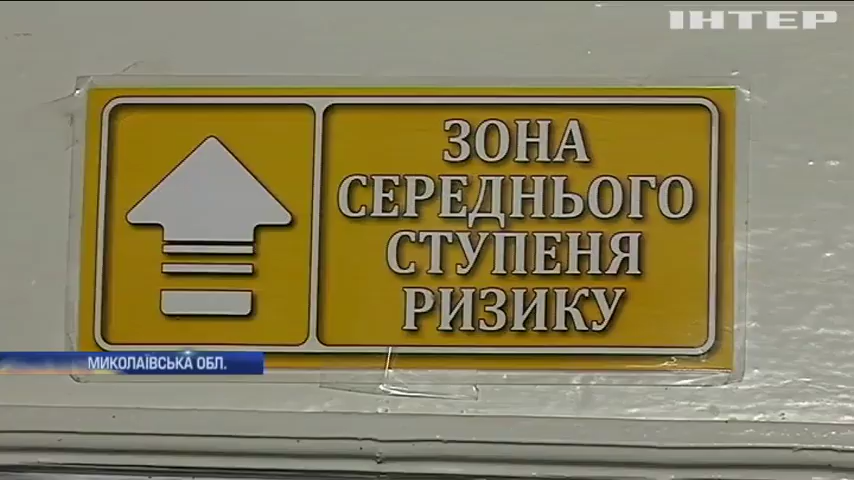 ІНТЕР
ЗОНА
СЕРЕДНЬОГО
СТУПЕНЯ
РИЗИКУ
МИКОЛАЇВСЬКА ОБЛ.